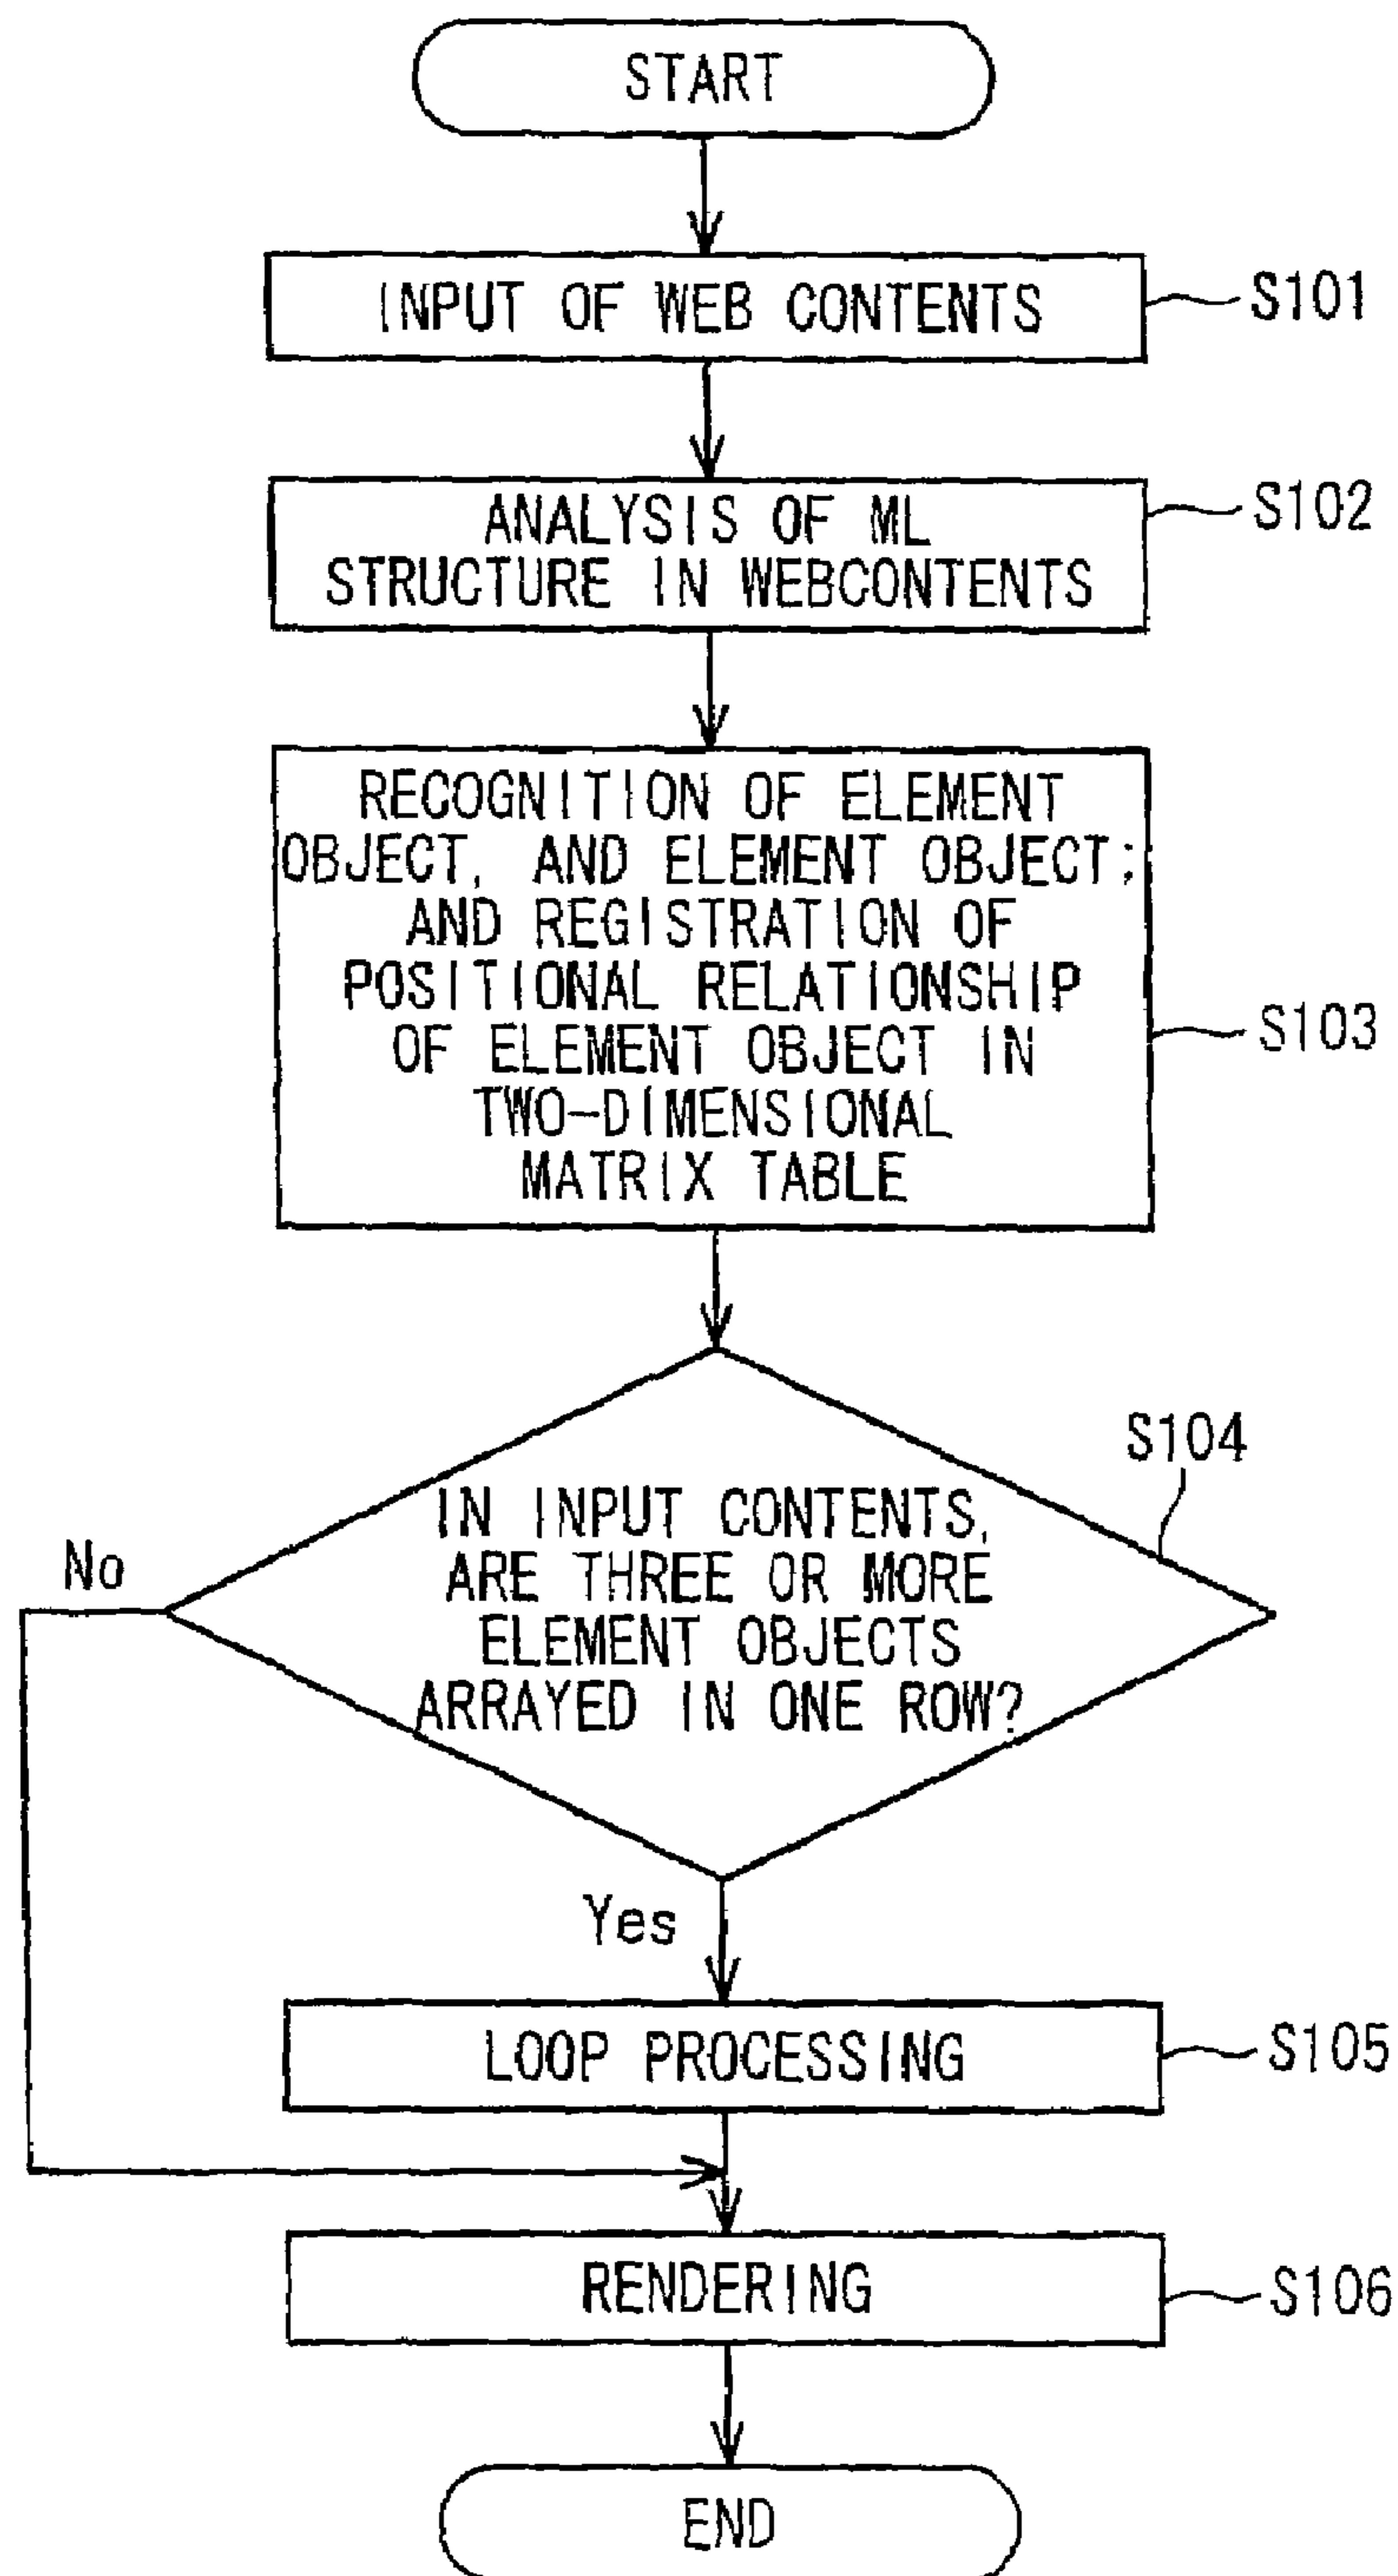 START
INPUT OF WEB CONTENTS
S101
ANALYSIS OF ML
STRUCTURE IN WEBCONTENTS
S102
RECOGNITION OF ELEMENT
OBJECT, AND ELEMENT OBJECT;
AND REGISTRATION OF
POSITIONAL RELATIONSHIP
OF ELEMENT OBJECT IN
TWO-DIMENSIONAL
MATRIX TABLE
S103
S104
IN INPUT CONTENTS,
ARE THREE OR MORE
ELEMENT OBJECTS
ARRAYED IN ONE ROW?
No
Yes
LOOP PROCESSING
S105
RENDERING
S106
END